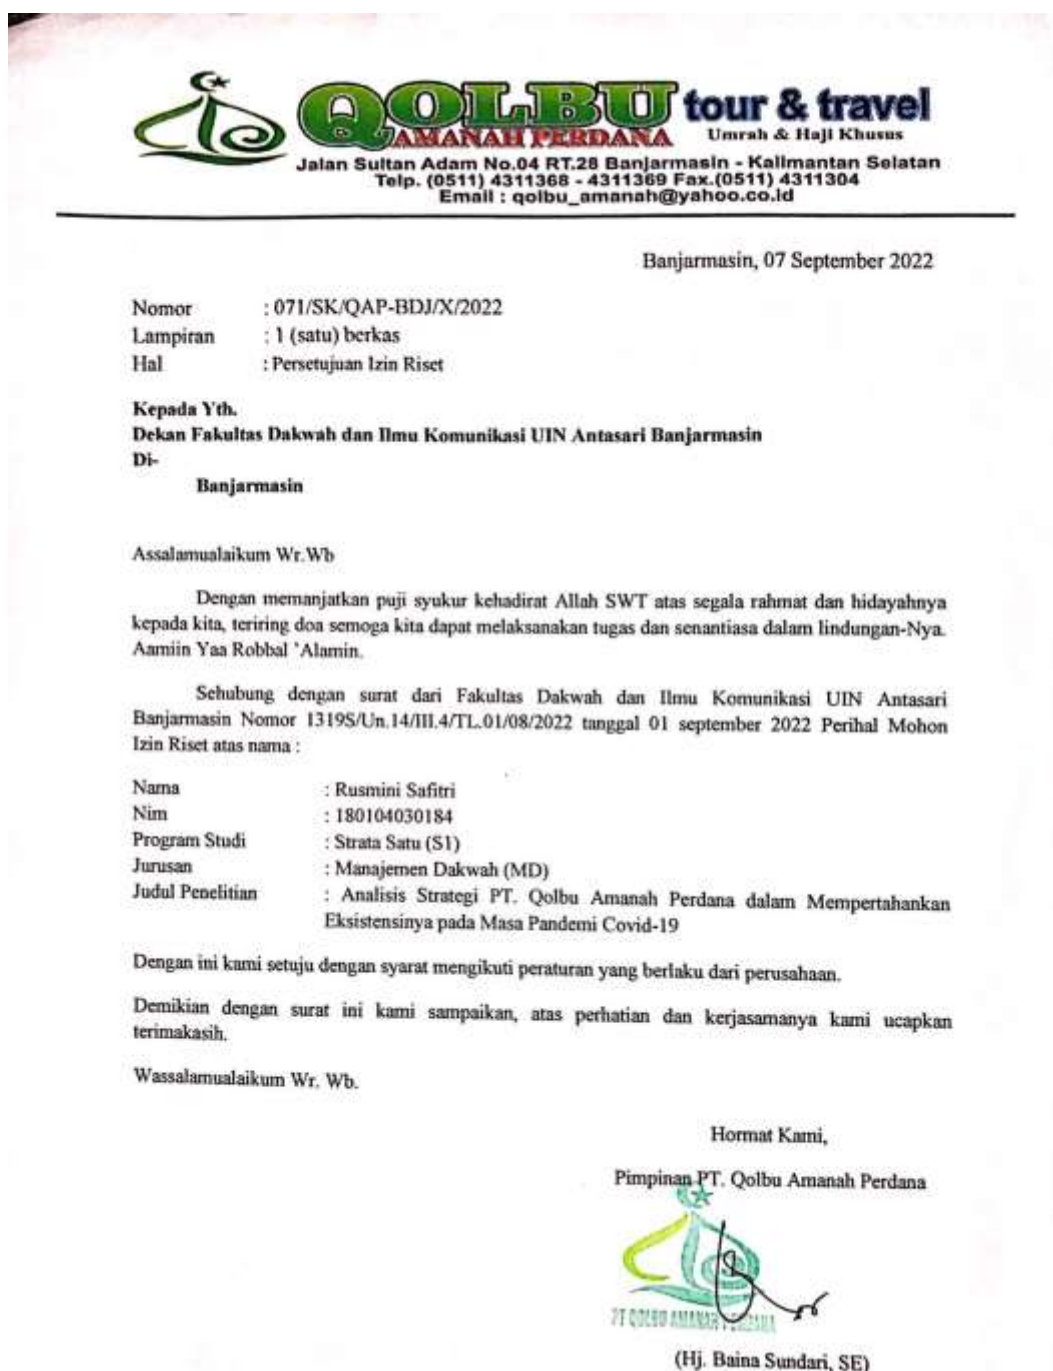 QOLBU tour & travel
AMANAH PERDANA Umrah & Haji Khusus
Jalan Sultan Adam No.04 RT.28 Banjarmasin - Kalimantan Selatan
Telp. (0511) 4311368 - 4311369 Fax.(0511) 4311304
Email : qolbu_amanah@yahoo.co.id
Banjarmasin, 07 September 2022
Nomor : 071/SK/QAP-BDJ/X/2022
Lampiran : 1 (satu) berkas
Hal : Persetujuan Izin Riset
Kepada Yth.
Dekan Fakultas Dakwah dan Ilmu Komunikasi UIN Antasari Banjarmasin
Di-
Banjarmasin
Assalamualaikum Wr.Wb
Dengan memanjatkan puji syukur kehadirat Allah SWT atas segala rahmat dan hidayahnya
kepada kita, teriring doa semoga kita dapat melaksanakan tugas dan senantiasa dalam lindungan-Nya.
Aamiin Yaa Robbal 'Alamin.
Sehubung dengan surat dari Fakultas Dakwah dan Ilmu Komunikasi UIN Antasari
Banjarmasin Nomor 1319S/Un.14/III.4/TL.01/08/2022 tanggal 01 september 2022 Perihal Mohon
Izin Riset atas nama :
Nama : Rusmini Safitri
Nim : 180104030184
Program Studi : Strata Satu (S1)
Jurusan : Manajemen Dakwah (MD)
Judul Penelitian : Analisis Strategi PT. Qolbu Amanah Perdana dalam Mempertahankan
Eksistensinya pada Masa Pandemi Covid-19
Dengan ini kami setuju dengan syarat mengikuti peraturan yang berlaku dari perusahaan.
Demikian dengan surat ini kami sampaikan, atas perhatian dan kerjasamanya kami ucapkan
terimakasih.
Wassalamualaikum Wr. Wb.
Hormat Kami,
Pimpinan PT. Qolbu Amanah Perdana
PT QOLBU AMANAH PERDANA
(Hj. Baina Sundari, SE)